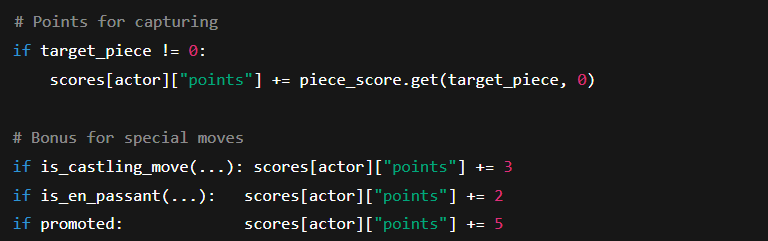 # Points for capturing
if target_piece != 0:
    scores[actor]["points"] += piece_score.get(target_piece, 0)

# Bonus for special moves
if is_castling_move(...): scores[actor]["points"] += 3
if is_en_passant(...):   scores[actor]["points"] += 2
if promoted:             scores[actor]["points"] += 5